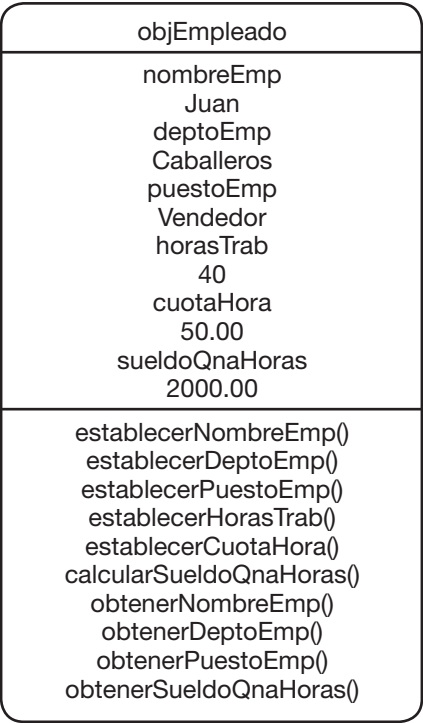 objEmpleado
nombreEmp
Juan
deptoEmp
Caballeros
puestoEmp
Vendedor
horasTrab
40
cuotaHora
50.00
sueldoQnaHoras
2000.00
establecerNombreEmp()
establecerDeptoEmp()
establecerPuestoEmp()
establecerHorasTrab()
establecerCuotaHora()
calcularSueldoQnaHoras()
obtenerNombreEmp()
obtenerDeptoEmp()
obtenerPuestoEmp()
obtenerSueldoQnaHoras()